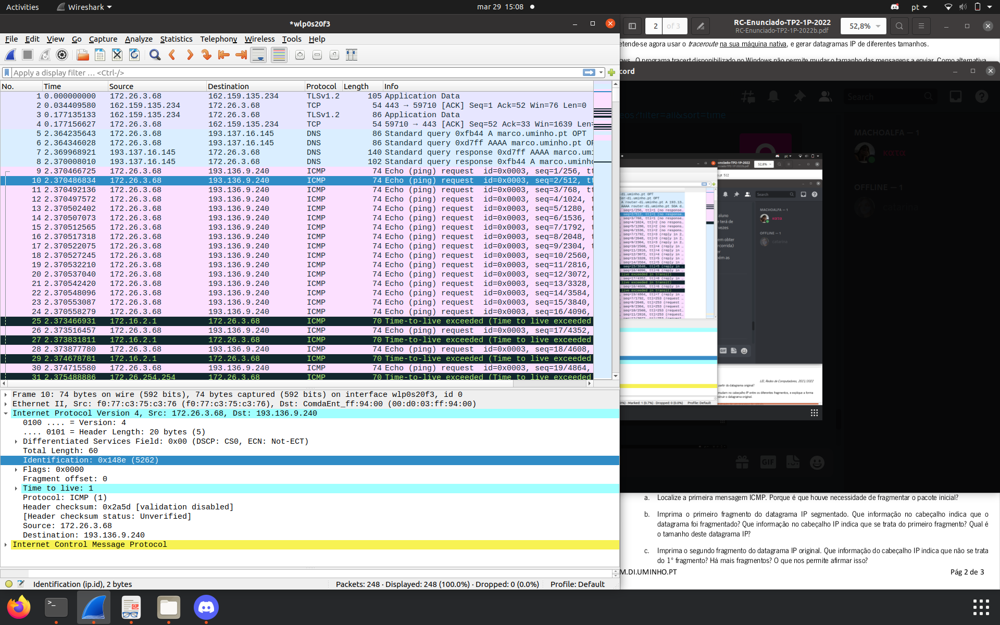 Activities
Wireshark
mar 29 15:08
pt
*wlp0s20f3
File Edit View Go Capture Analyze Statistics Telephony Wireless Tools Help
Apply a display filter … <Ctrl-/>
No. Time Source Destination Protocol Length Info
1 0.000000000 172.26.3.68 162.159.135.234 TLSv1.2 105 Application Data
2 0.034409580 162.159.135.234 172.26.3.68 TCP 54 443 → 59710 [ACK] Seq=1 Ack=52 Win=76 Len=0
3 0.177135133 162.159.135.234 172.26.3.68 TLSv1.2 86 Application Data
4 0.177156627 172.26.3.68 162.159.135.234 TCP 54 59710 → 443 [ACK] Seq=52 Ack=33 Win=1639 Len=
5 2.364235643 172.26.3.68 193.137.16.145 DNS 86 Standard query 0xfb44 A marco.uminho.pt OPT
6 2.364346028 172.26.3.68 193.137.16.145 DNS 86 Standard query 0xd7ff AAAA marco.uminho.pt OP
7 2.369968921 193.137.16.145 172.26.3.68 DNS 140 Standard query response 0xd7ff AAAA marco.umi
8 2.370008010 193.137.16.145 172.26.3.68 DNS 102 Standard query response 0xfb44 A marco.uminho
9 2.370466725 172.26.3.68 193.136.9.240 ICMP 74 Echo (ping) request id=0x0003, seq=1/256, tt
10 2.370486834 172.26.3.68 193.136.9.240 ICMP 74 Echo (ping) request id=0x0003, seq=2/512, tt
11 2.370492136 172.26.3.68 193.136.9.240 ICMP 74 Echo (ping) request id=0x0003, seq=3/768, tt
12 2.370497572 172.26.3.68 193.136.9.240 ICMP 74 Echo (ping) request id=0x0003, seq=4/1024, t
13 2.370502402 172.26.3.68 193.136.9.240 ICMP 74 Echo (ping) request id=0x0003, seq=5/1280, t
14 2.370507073 172.26.3.68 193.136.9.240 ICMP 74 Echo (ping) request id=0x0003, seq=6/1536, t
15 2.370512565 172.26.3.68 193.136.9.240 ICMP 74 Echo (ping) request id=0x0003, seq=7/1792, t
16 2.370517318 172.26.3.68 193.136.9.240 ICMP 74 Echo (ping) request id=0x0003, seq=8/2048, t
17 2.370522075 172.26.3.68 193.136.9.240 ICMP 74 Echo (ping) request id=0x0003, seq=9/2304, t
18 2.370527245 172.26.3.68 193.136.9.240 ICMP 74 Echo (ping) request id=0x0003, seq=10/2560,
19 2.370532210 172.26.3.68 193.136.9.240 ICMP 74 Echo (ping) request id=0x0003, seq=11/2816,
20 2.370537040 172.26.3.68 193.136.9.240 ICMP 74 Echo (ping) request id=0x0003, seq=12/3072,
21 2.370542420 172.26.3.68 193.136.9.240 ICMP 74 Echo (ping) request id=0x0003, seq=13/3328,
22 2.370548096 172.26.3.68 193.136.9.240 ICMP 74 Echo (ping) request id=0x0003, seq=14/3584,
23 2.370553087 172.26.3.68 193.136.9.240 ICMP 74 Echo (ping) request id=0x0003, seq=15/3840,
24 2.370558279 172.26.3.68 193.136.9.240 ICMP 74 Echo (ping) request id=0x0003, seq=16/4096,
25 2.373466931 172.16.2.1 172.26.3.68 ICMP 70 Time-to-live exceeded (Time to live exceeded
26 2.373516457 172.26.3.68 193.136.9.240 ICMP 74 Echo (ping) request id=0x0003, seq=17/4352,
27 2.373831811 172.16.2.1 172.26.3.68 ICMP 70 Time-to-live exceeded (Time to live exceeded
28 2.373877780 172.26.3.68 193.136.9.240 ICMP 74 Echo (ping) request id=0x0003, seq=18/4608,
29 2.374678781 172.16.2.1 172.26.3.68 ICMP 70 Time-to-live exceeded (Time to live exceeded
30 2.374715580 172.26.3.68 193.136.9.240 ICMP 74 Echo (ping) request id=0x0003, seq=19/4864,
31 2.375488886 172.26.254.254 172.26.3.68 ICMP 70 Time-to-live exceeded (Time to live exceeded
Frame 10: 74 bytes on wire (592 bits), 74 bytes captured (592 bits) on interface wlp0s20f3, id 0
Ethernet II, Src: f0:77:c3:75:c3:76 (f0:77:c3:75:c3:76), Dst: ComdaEnt_ff:94:00 (00:d0:03:ff:94:00)
Internet Protocol Version 4, Src: 172.26.3.68, Dst: 193.136.9.240
0100 .... = Version: 4
.... 0101 = Header Length: 20 bytes (5)
Differentiated Services Field: 0x00 (DSCP: CS0, ECN: Not-ECT)
Total Length: 60
Identification: 0x148e (5262)
Flags: 0x0000
Fragment offset: 0
Time to live: 1
Protocol: ICMP (1)
Header checksum: 0x2a5d [validation disabled]
[Header checksum status: Unverified]
Source: 172.26.3.68
Destination: 193.136.9.240
Internet Control Message Protocol
Identification (ip.id), 2 bytes
Packets: 248 · Displayed: 248 (100.0%) · Dropped: 0 (0.0%)
Profile: Default
2 of 3
RC-Enunciado-TP2-1P-2022
RC-Enunciado-TP2-1P-2022b.pdf
52,8%
etende-se agora usar o traceroute na sua máquina nativa, e gerar datagramas IP de diferentes tamanhos.
ows. O programa tracert disponibilizado no Windows não permite mudar o tamanho das mensagens a enviar. Como alternativa,
cord
Search
eos?filter=all&sort=time
MACHOALFA — 1
κατα
OFFLINE — 1
catarina
GIF
a. Localize a primeira mensagem ICMP. Porque é que houve necessidade de fragmentar o pacote inicial?
b. Imprima o primeiro fragmento do datagrama IP segmentado. Que informação no cabeçalho indica que o
datagrama foi fragmentado? Que informação no cabeçalho IP indica que se trata do primeiro fragmento? Qual é
o tamanho deste datagrama IP?
c. Imprima o segundo fragmento do datagrama IP original. Que informação do cabeçalho IP indica que não se trata
do 1º fragmento? Há mais fragmentos? O que nos permite afirmar isso?
M.DI.UMINHO.PT
Pág 2 de 3